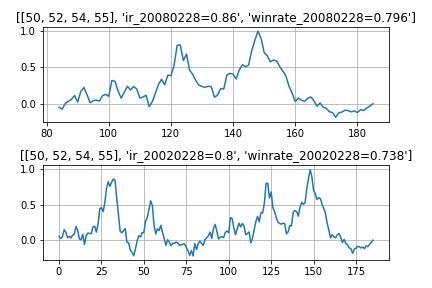 [[50, 52, 54, 55], 'ir_20080228=0.86', 'winrate_20080228=0.796']
1.0
0.5
0.0
80 100 120 140 160 180
[[50, 52, 54, 55], 'ir_20020228=0.8', 'winrate_20020228=0.738']
1.0
0.5
0.0
0 25 50 75 100 125 150 175